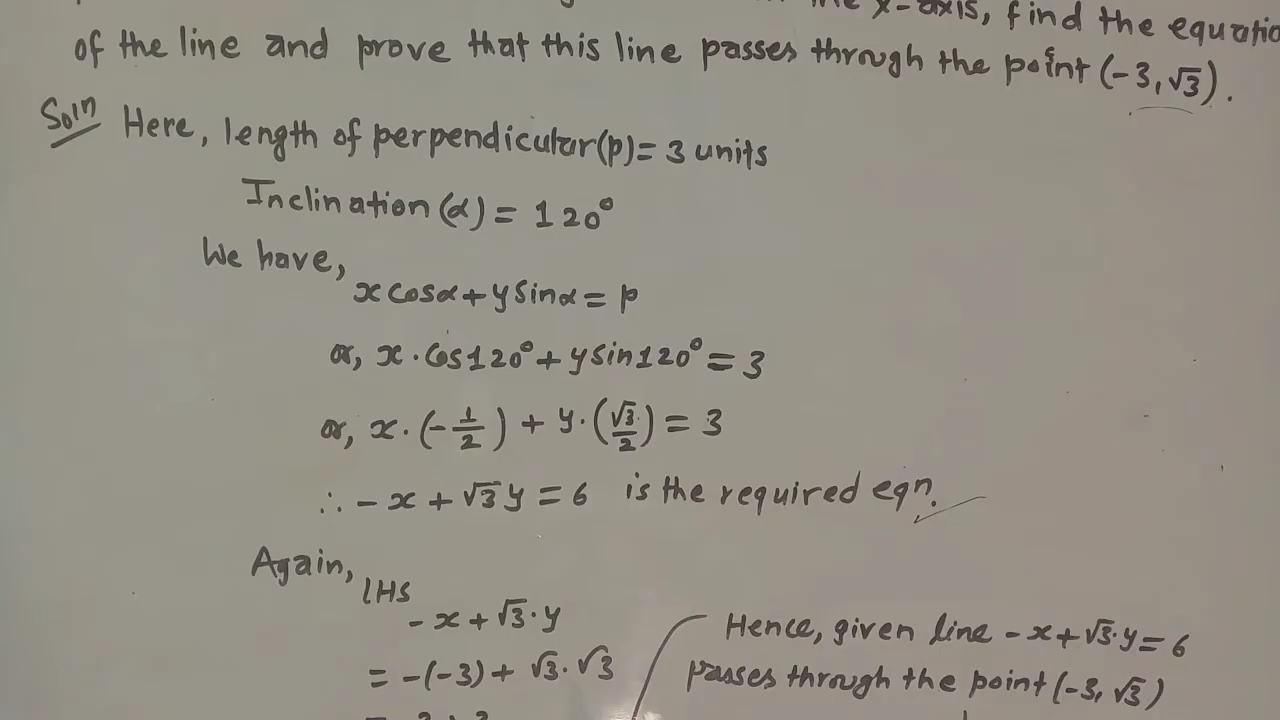 the x-axis, find the equatio
of the line and prove that this line passes through the point (-3, √3).
Soln Here, length of perpendicular(p)= 3 units
Inclination (α) = 120°
We have,
x cosα + y sinα = p
or, x · cos120° + y sin120° = 3
or, x · (-1/2) + y · (√3/2) = 3
∴ -x + √3 y = 6 is the required eqn.
Again,
LHS
-x + √3 · y
= -(-3) + √3 · √3
Hence, given line -x + √3 · y = 6
passes through the point (-3, √3)